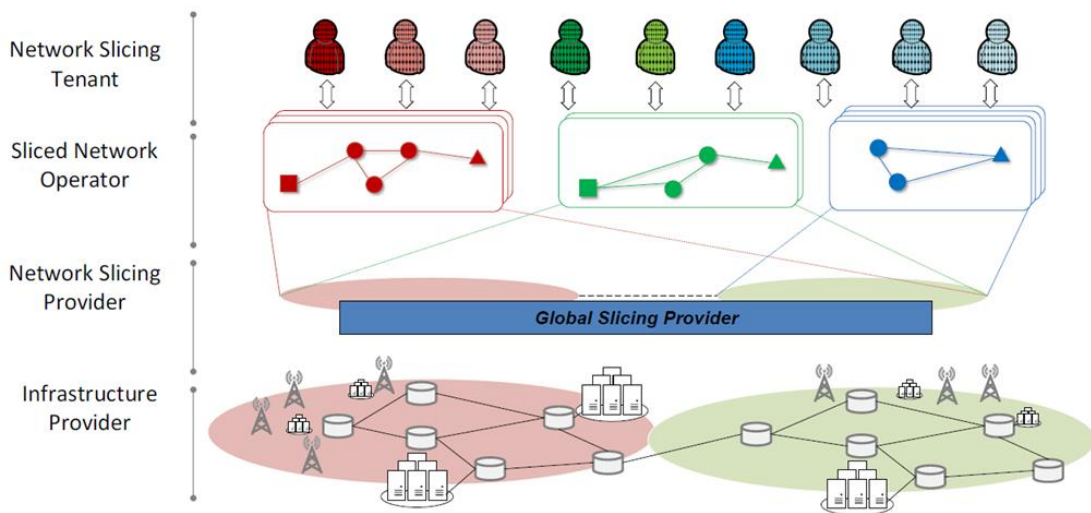 Network Slicing
Tenant
Sliced Network
Operator
Network Slicing
Provider
Global Slicing Provider
Infrastructure
Provider